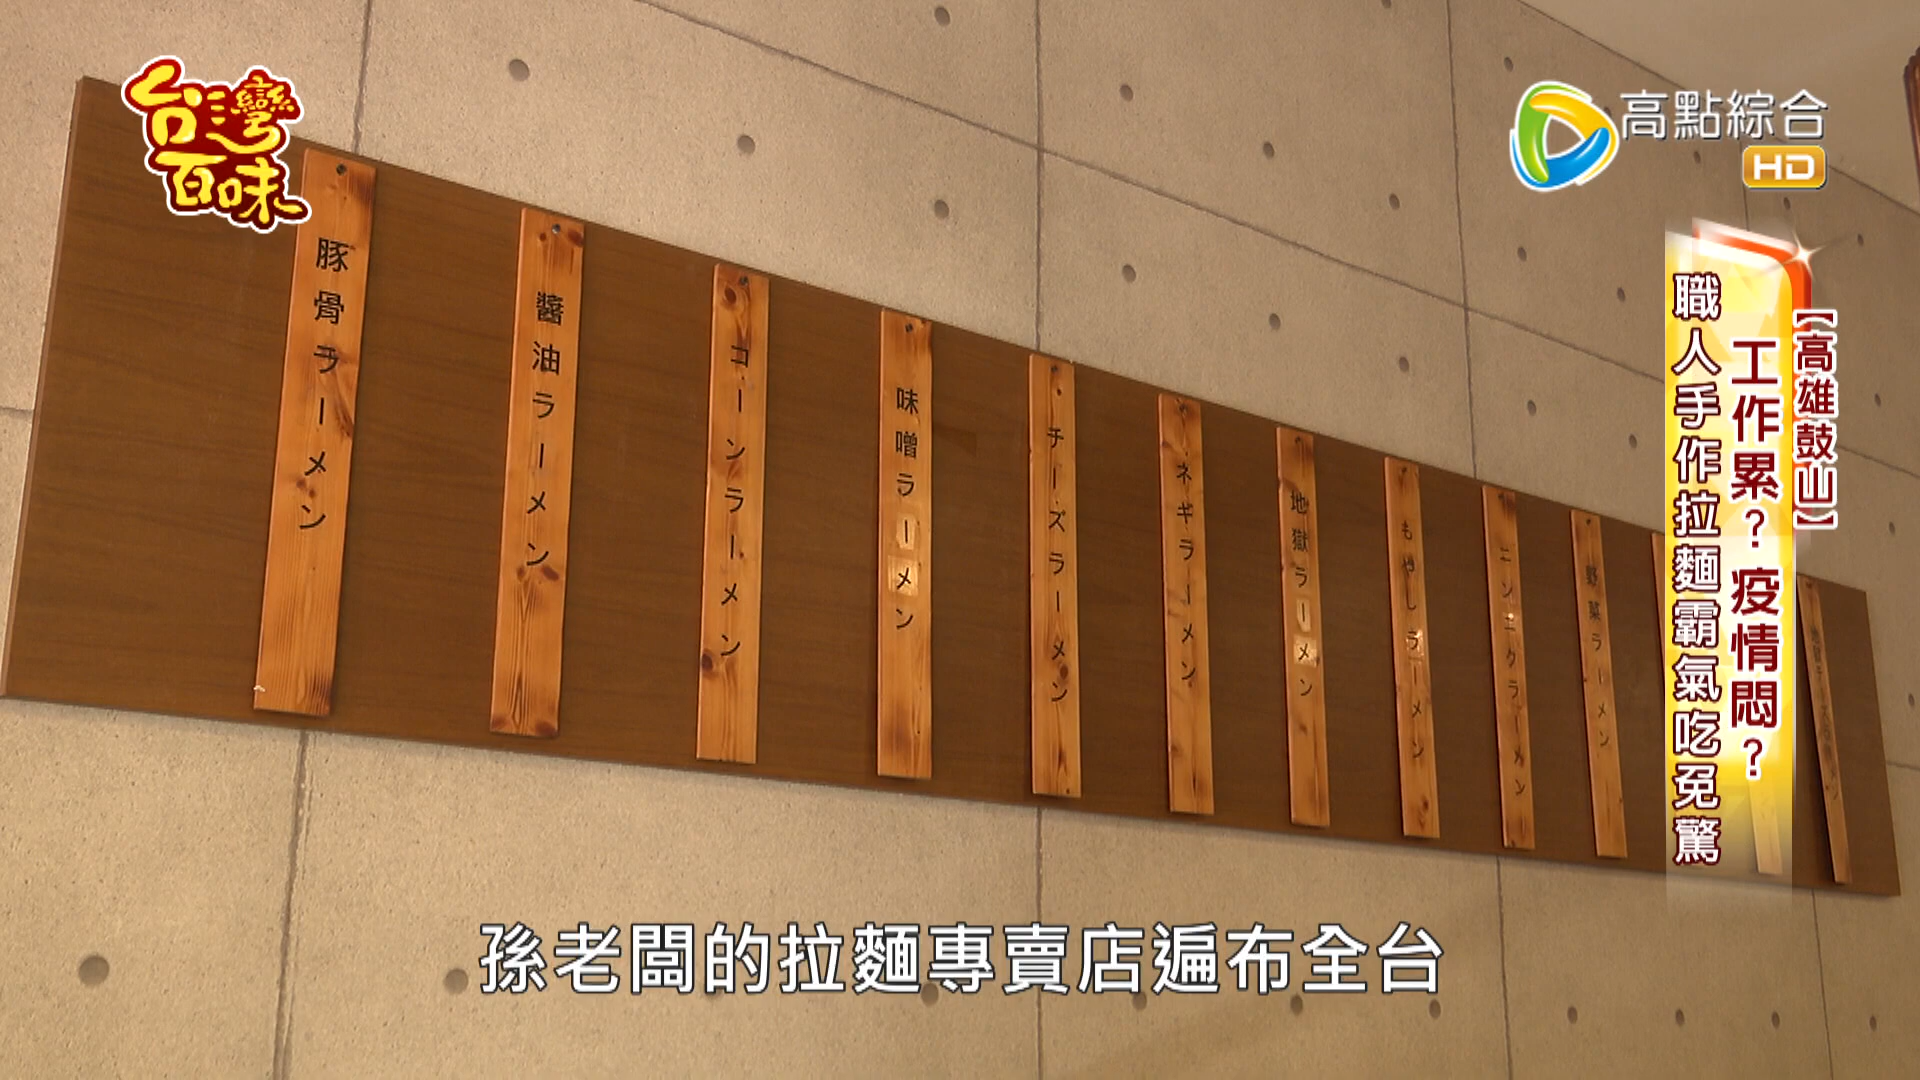 台灣
百味
高點綜合
HD
【高雄鼓山】
工作累？疫情悶？
職人手作拉麵霸氣吃免驚
豚骨ラーメン
醬油ラーメン
コーンラーメン
味噌ラーメン
チーズラーメン
ネギラーメン
地獄ラーメン
もやしラーメン
ニンニクラーメン
野菜ラーメン
孫老闆的拉麵專賣店遍布全台